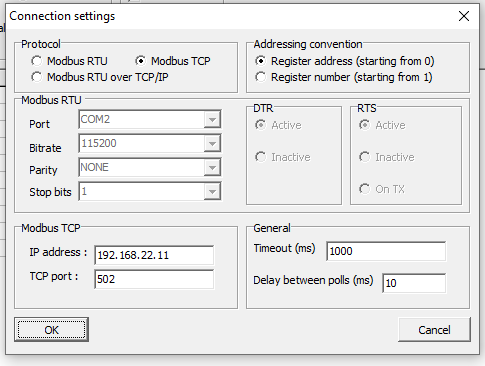 Connection settings
Protocol
Modbus RTU
Modbus TCP
Modbus RTU over TCP/IP
Addressing convention
Register address (starting from 0)
Register number (starting from 1)
Modbus RTU
Port
COM2
Bitrate
115200
Parity
NONE
Stop bits
1
DTR
Active
Inactive
RTS
Active
Inactive
On TX
Modbus TCP
IP address :
192.168.22.11
TCP port :
502
General
Timeout (ms)
1000
Delay between polls (ms)
10
OK
Cancel